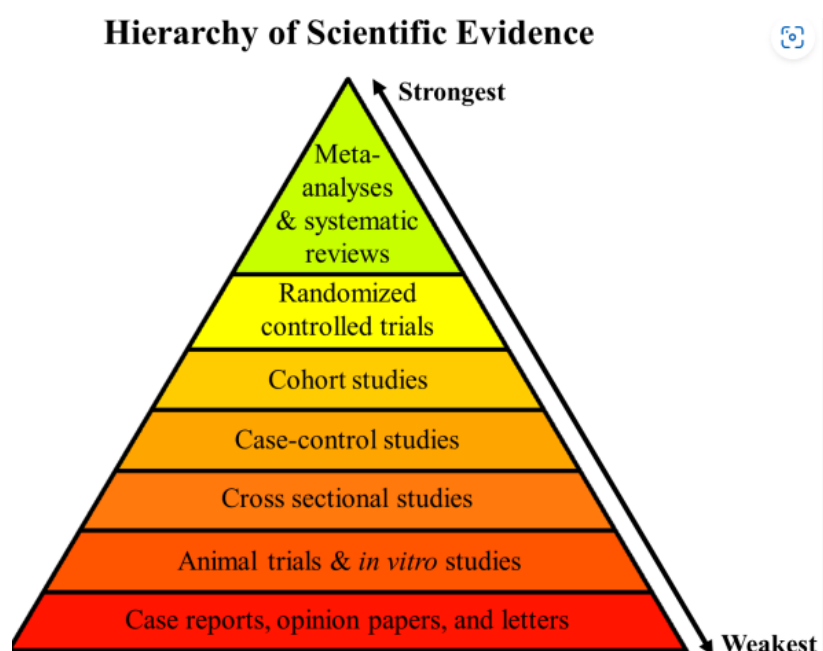 Hierarchy of Scientific Evidence
Strongest
Meta-
analyses
& systematic
reviews
Randomized
controlled trials
Cohort studies
Case-control studies
Cross sectional studies
Animal trials & in vitro studies
Case reports, opinion papers, and letters
Weakest